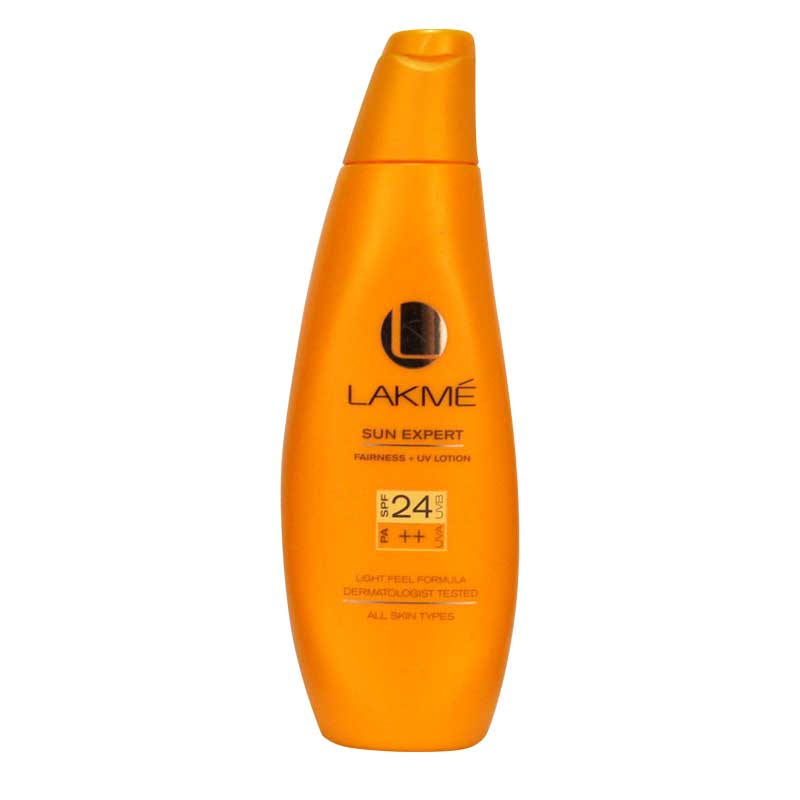 L
LAKMÉ
SUN EXPERT
FAIRNESS + UV LOTION
SPF 24 UVB
PA ++ UVA
LIGHT FEEL FORMULA
DERMATOLOGIST TESTED
ALL SKIN TYPES